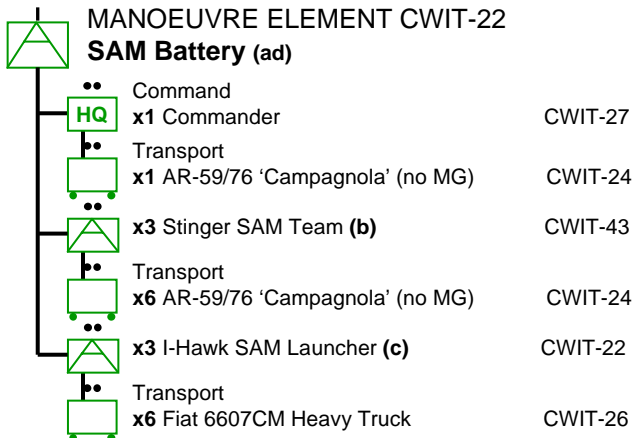 MANOEUVRE ELEMENT CWIT-22
SAM Battery (ad)
Command
HQ x1 Commander CWIT-27
Transport
x1 AR-59/76 ‘Campagnola’ (no MG) CWIT-24
x3 Stinger SAM Team (b) CWIT-43
Transport
x6 AR-59/76 ‘Campagnola’ (no MG) CWIT-24
x3 I-Hawk SAM Launcher (c) CWIT-22
Transport
x6 Fiat 6607CM Heavy Truck CWIT-26